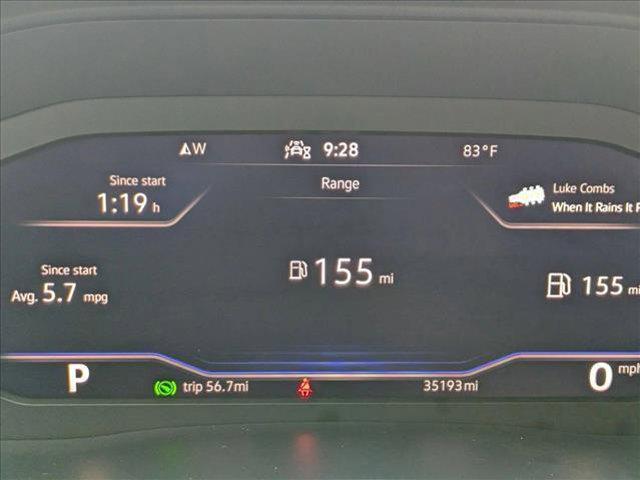 W 9:28 83°F
Since start
1:19 h
Range
Luke Combs
When It Rains It
Since start
Avg. 5.7 mpg
155 mi
155 mi
P trip 56.7mi 35193mi 0 mph